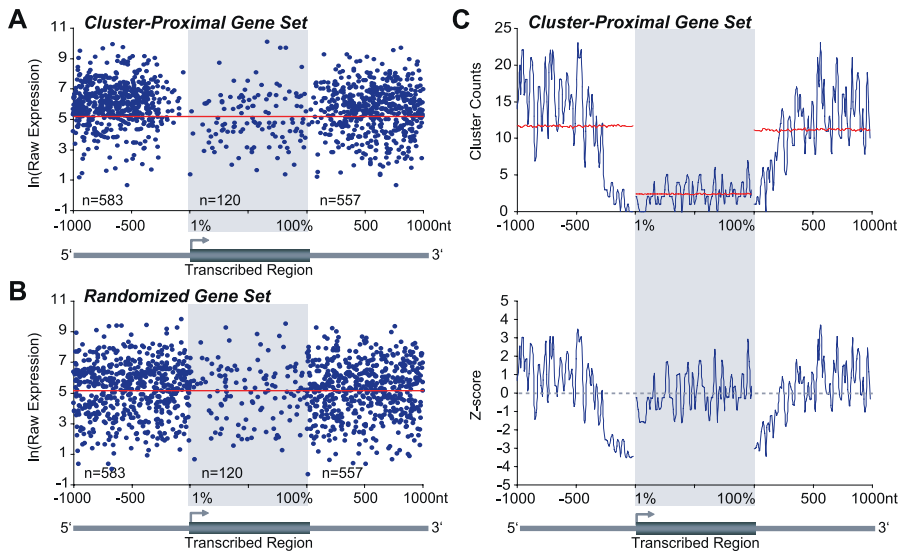 A
Cluster-Proximal Gene Set
ln(Raw Expression)
11
9
7
5
3
1
-1
n=583
n=120
n=557
-1000
-500
1%
100%
500
1000nt
5‘
3‘
Transcribed Region
B
Randomized Gene Set
ln(Raw Expression)
11
9
7
5
3
1
-1
n=583
n=120
n=557
-1000
-500
1%
100%
500
1000nt
5‘
3‘
Transcribed Region
C
Cluster-Proximal Gene Set
Cluster Counts
25
20
15
10
5
0
-1000
-500
1%
100%
500
1000nt
Z-score
5
4
3
2
1
0
-1
-2
-3
-4
-5
-1000
-500
1%
100%
500
1000nt
5‘
3‘
Transcribed Region